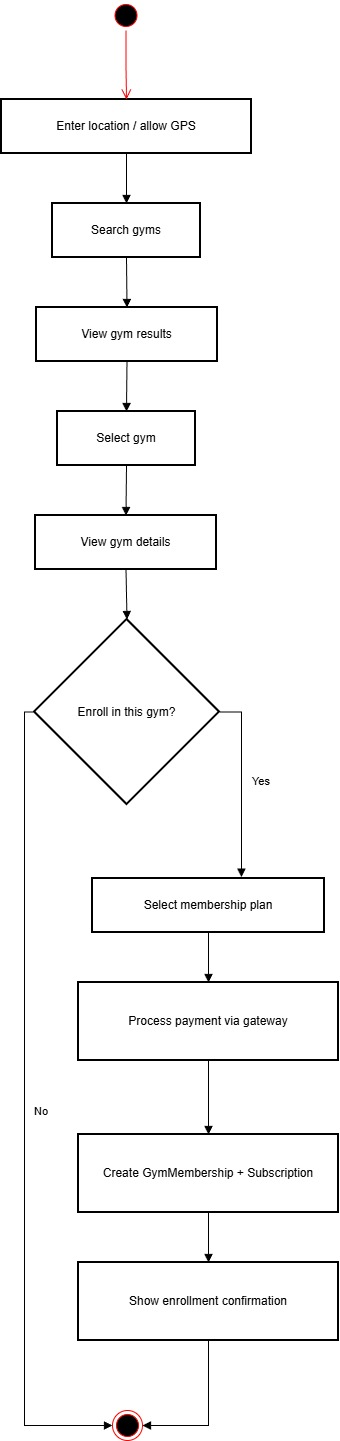 Enter location / allow GPS
Search gyms
View gym results
Select gym
View gym details
Enroll in this gym?
Yes
Select membership plan
Process payment via gateway
No
Create GymMembership + Subscription
Show enrollment confirmation